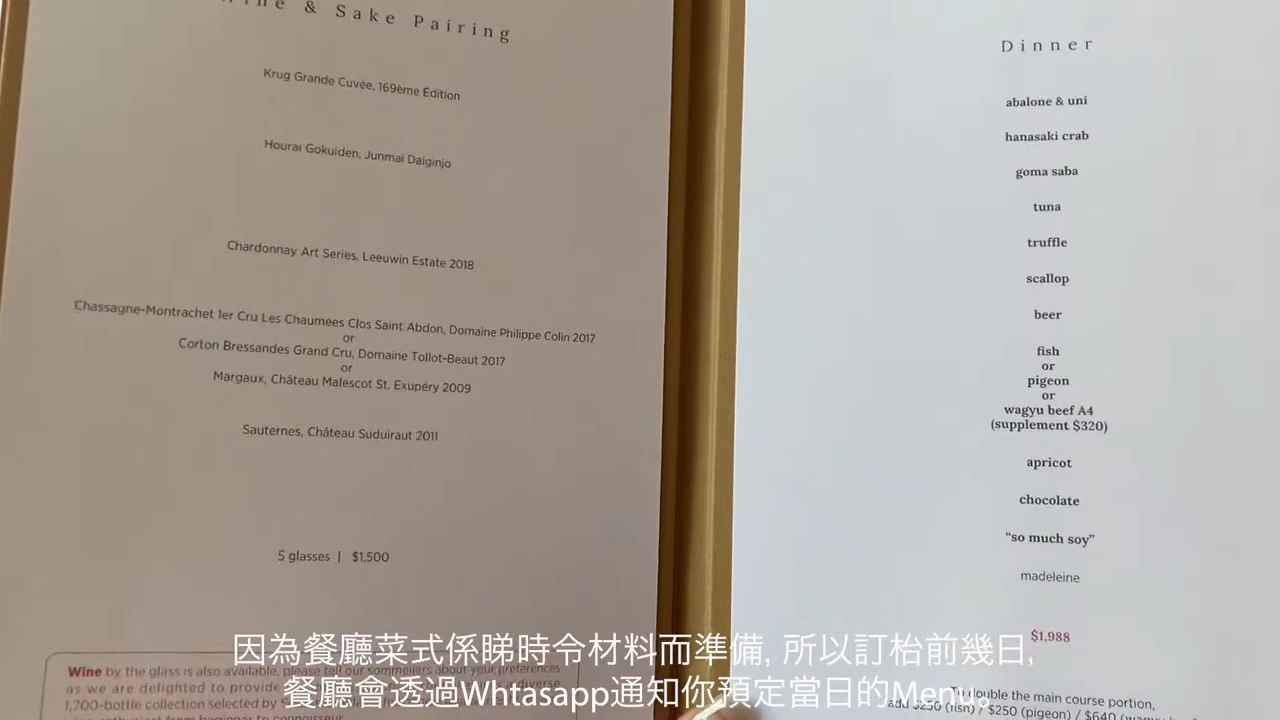 & Sake Pairing
Krug Grande Cuvée, 169ème Édition
Hourai Gokuiden, Junmai Daiginjo
Chardonnay Art Series, Leeuwin Estate 2018
Chassagne-Montrachet 1er Cru Les Chaumées Clos Saint Abdon, Domaine Philippe Colin 2017
or
Corton Bressandes Grand Cru, Domaine Tollot-Beaut 2017
or
Margaux, Château Malescot St. Exupéry 2009
Sauternes, Château Suduiraut 2011
5 glasses | $1,500
Wine by the glass is also available, please tell our sommeliers about your preferences
as we are delighted to provide
1,700-bottle collection selected by
Dinner
abalone & uni
hanasaki crab
goma saba
tuna
truffle
scallop
beer
fish
or
pigeon
or
wagyu beef A4
(supplement $320)
apricot
chocolate
“so much soy”
madeleine
$1,988
To double the main course portion,
add $250 (fish) / $250 (pigeon) / $640 (wagyu
因為餐廳菜式係睇時令材料而準備, 所以訂枱前幾日,
餐廳會透過Whtasapp通知你預定當日的Menu。